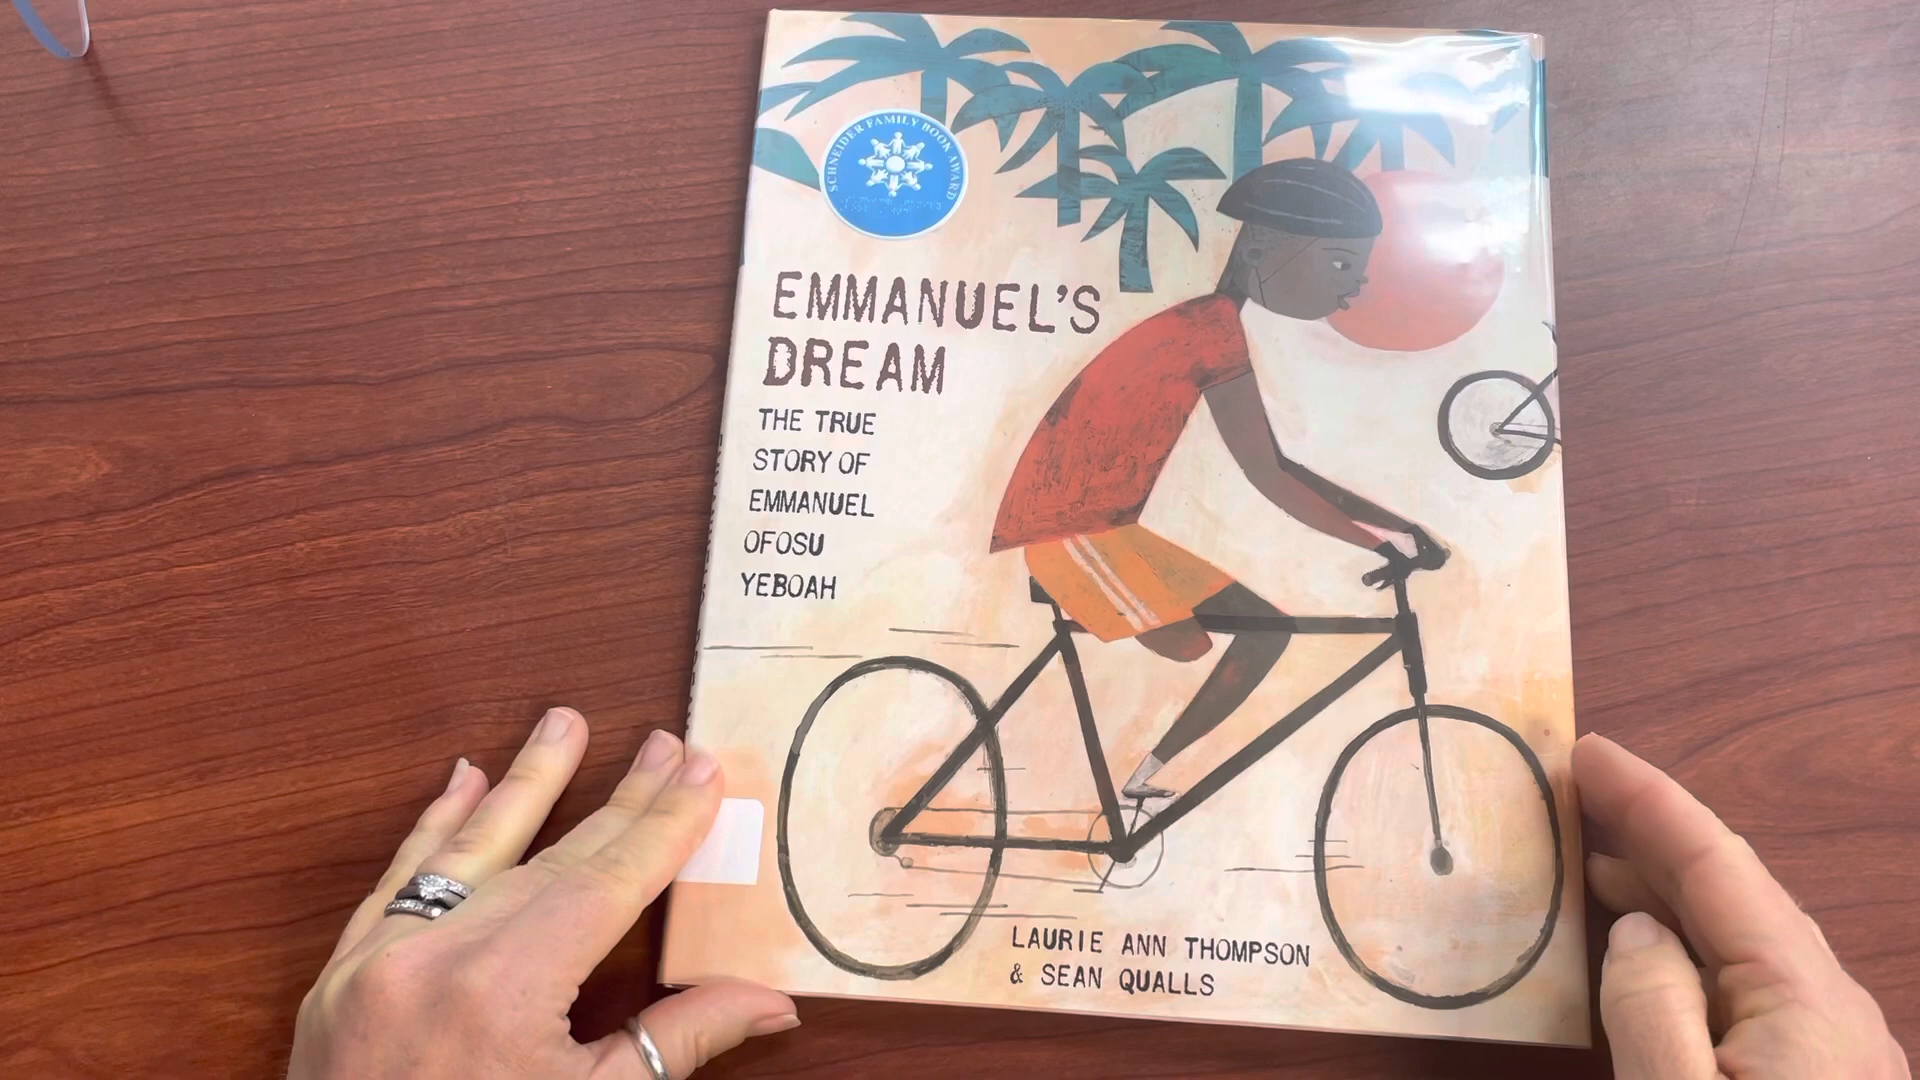 SCHNEIDER FAMILY BOOK AWARD
EMMANUEL'S
DREAM
THE TRUE
STORY OF
EMMANUEL
OFOSU
YEBOAH
LAURIE ANN THOMPSON
& SEAN QUALLS